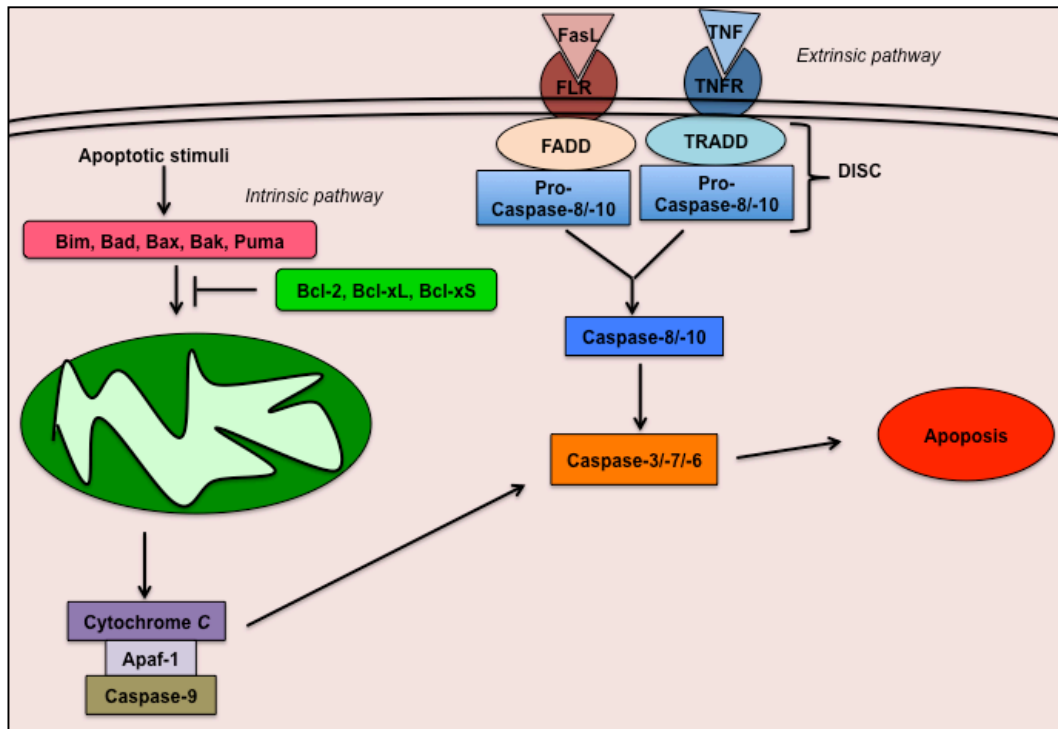 FasL
TNF
Extrinsic pathway
FLR
TNFR
FADD
TRADD
Pro-
Caspase-8/-10
Pro-
Caspase-8/-10
DISC
Apoptotic stimuli
Intrinsic pathway
Bim, Bad, Bax, Bak, Puma
Bcl-2, Bcl-xL, Bcl-xS
Caspase-8/-10
Caspase-3/-7/-6
Apoposis
Cytochrome C
Apaf-1
Caspase-9